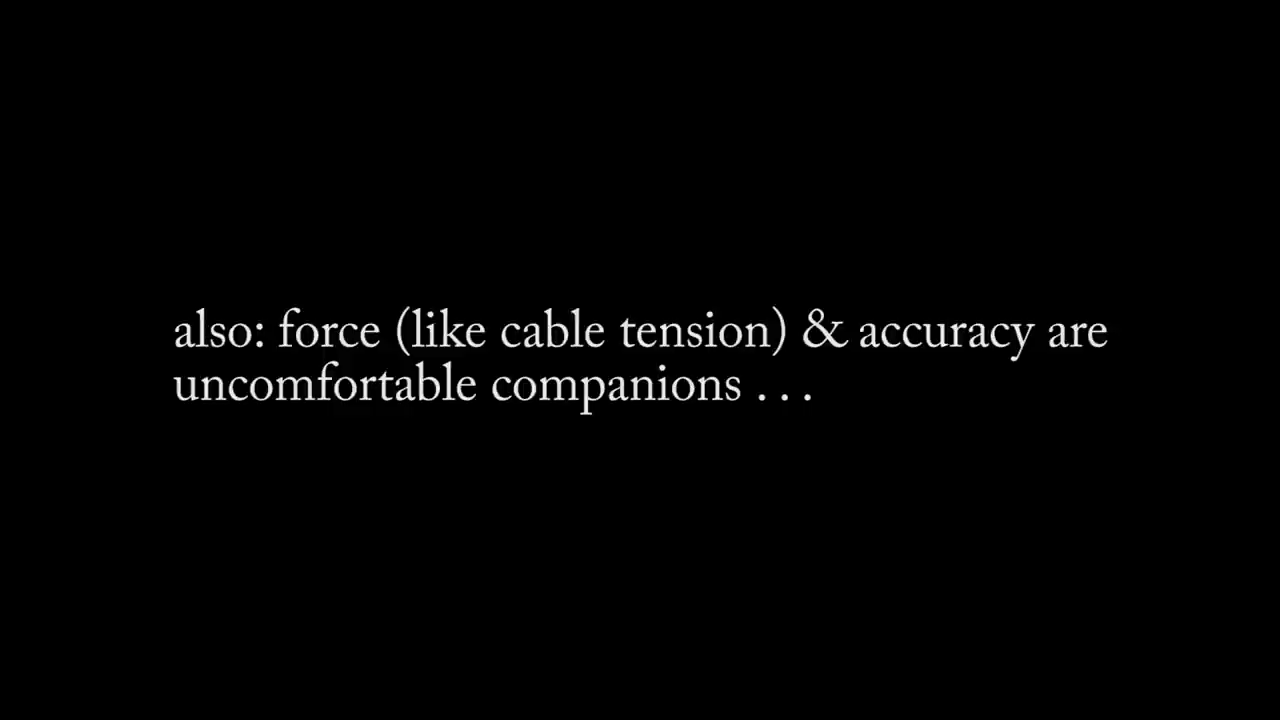 also: force (like cable tension) & accuracy are
uncomfortable companions . . .